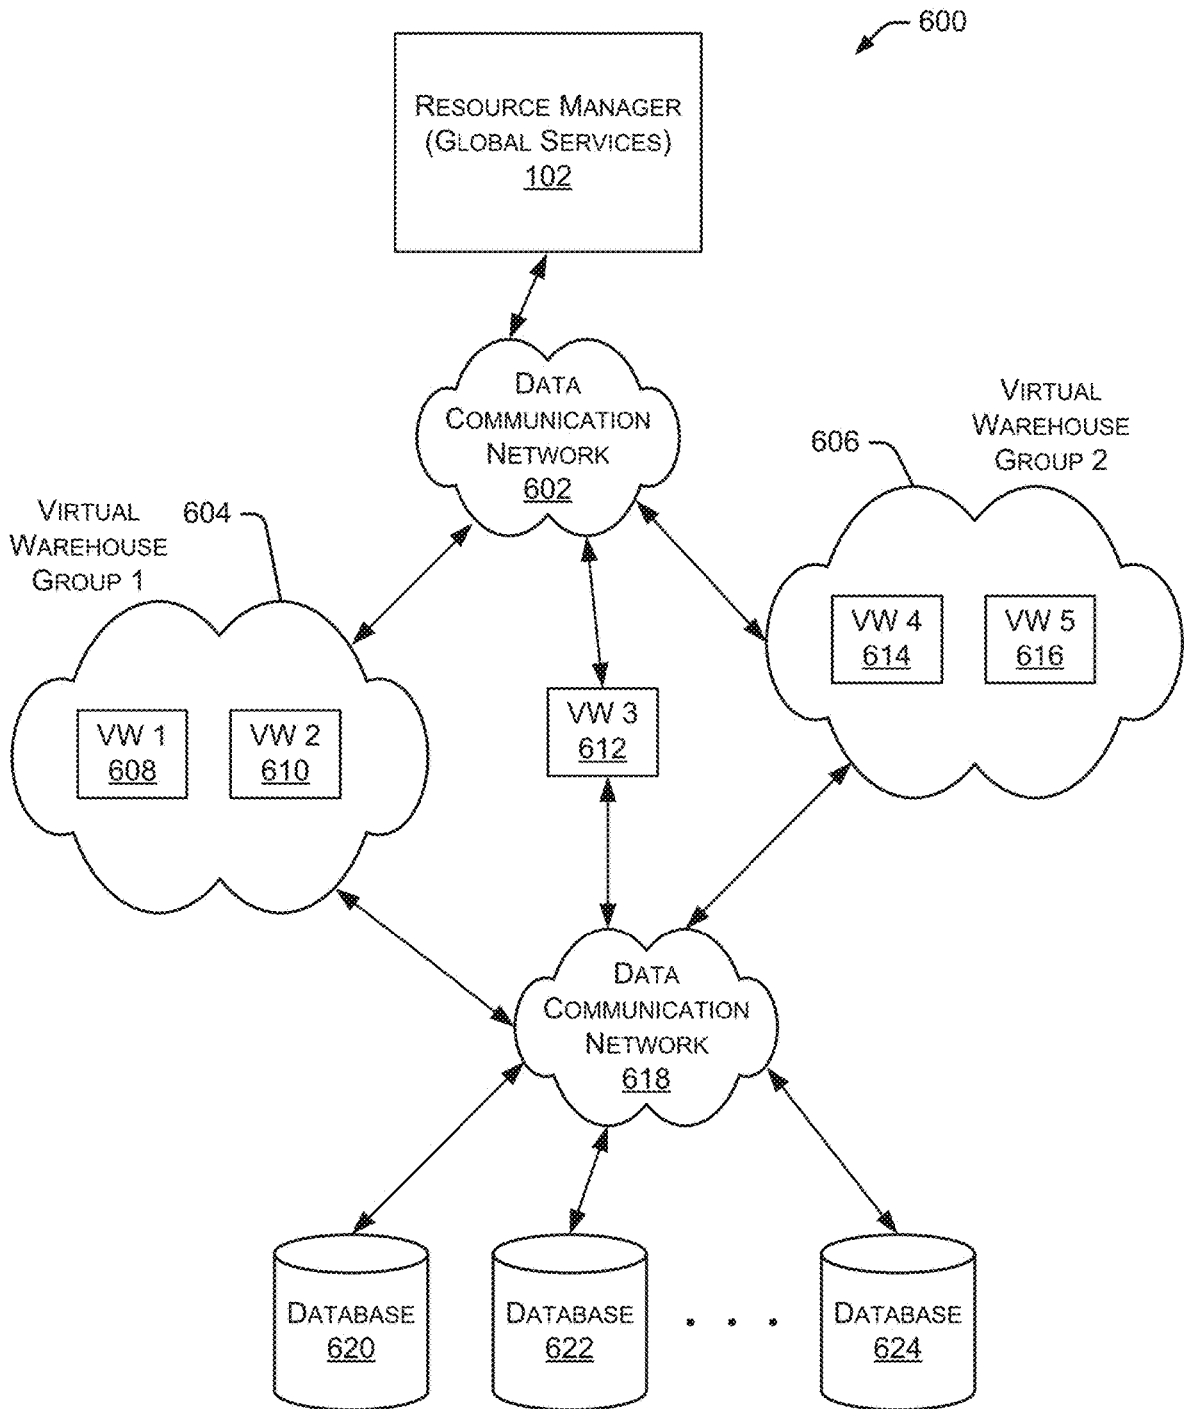 600
RESOURCE MANAGER
(GLOBAL SERVICES)
102
DATA
COMMUNICATION
NETWORK
602
VIRTUAL
WAREHOUSE
GROUP 2
606
VIRTUAL
WAREHOUSE
GROUP 1
604
VW 4
614
VW 5
616
VW 1
608
VW 2
610
VW 3
612
DATA
COMMUNICATION
NETWORK
618
DATABASE
620
DATABASE
622
. . .
DATABASE
624